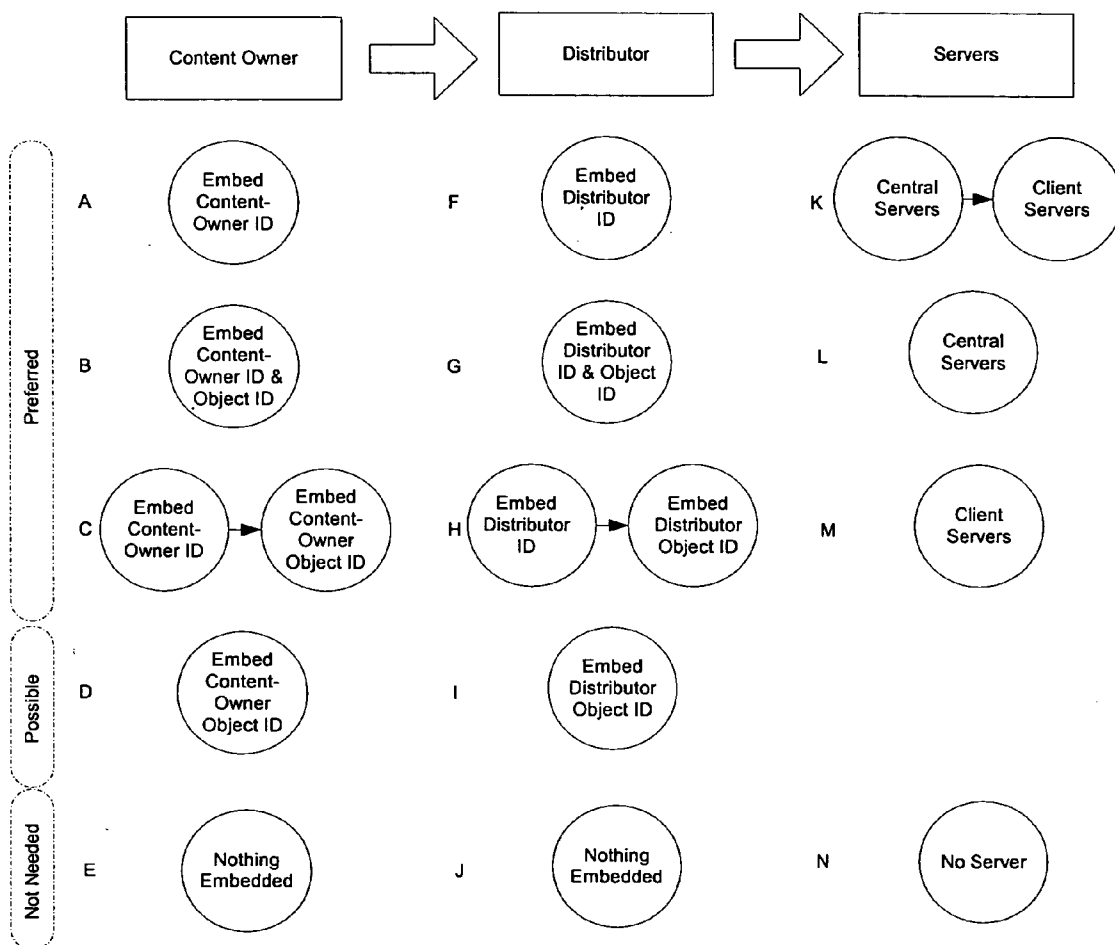 Content Owner
Distributor
Servers
Preferred
A
Embed
Content-
Owner ID
F
Embed
Distributor
ID
K
Central
Servers
Client
Servers
B
Embed
Content-
Owner ID &
Object ID
G
Embed
Distributor
ID & Object
ID
L
Central
Servers
C
Embed
Content-
Owner ID
Embed
Content-
Owner
Object ID
H
Embed
Distributor
ID
Embed
Distributor
Object ID
M
Client
Servers
Possible
D
Embed
Content-
Owner
Object ID
I
Embed
Distributor
Object ID
Not Needed
E
Nothing
Embedded
J
Nothing
Embedded
N
No Server